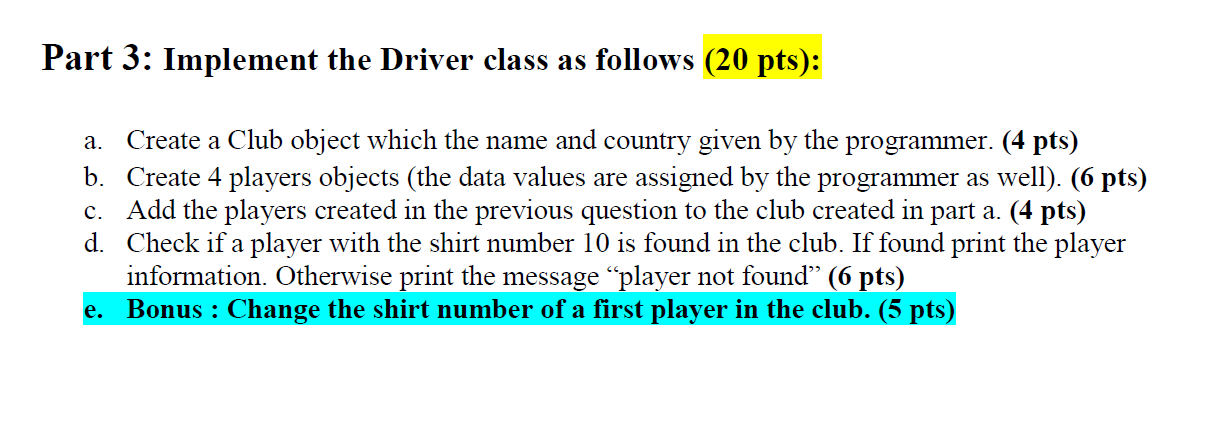 Part 3: Implement the Driver class as follows (20 pts):
a. Create a Club object which the name and country given by the programmer. (4 pts)
b. Create 4 players objects (the data values are assigned by the programmer as well). (6 pts)
c. Add the players created in the previous question to the club created in part a. (4 pts)
d. Check if a player with the shirt number 10 is found in the club. If found print the player
information. Otherwise print the message “player not found” (6 pts)
e. Bonus : Change the shirt number of a first player in the club. (5 pts)